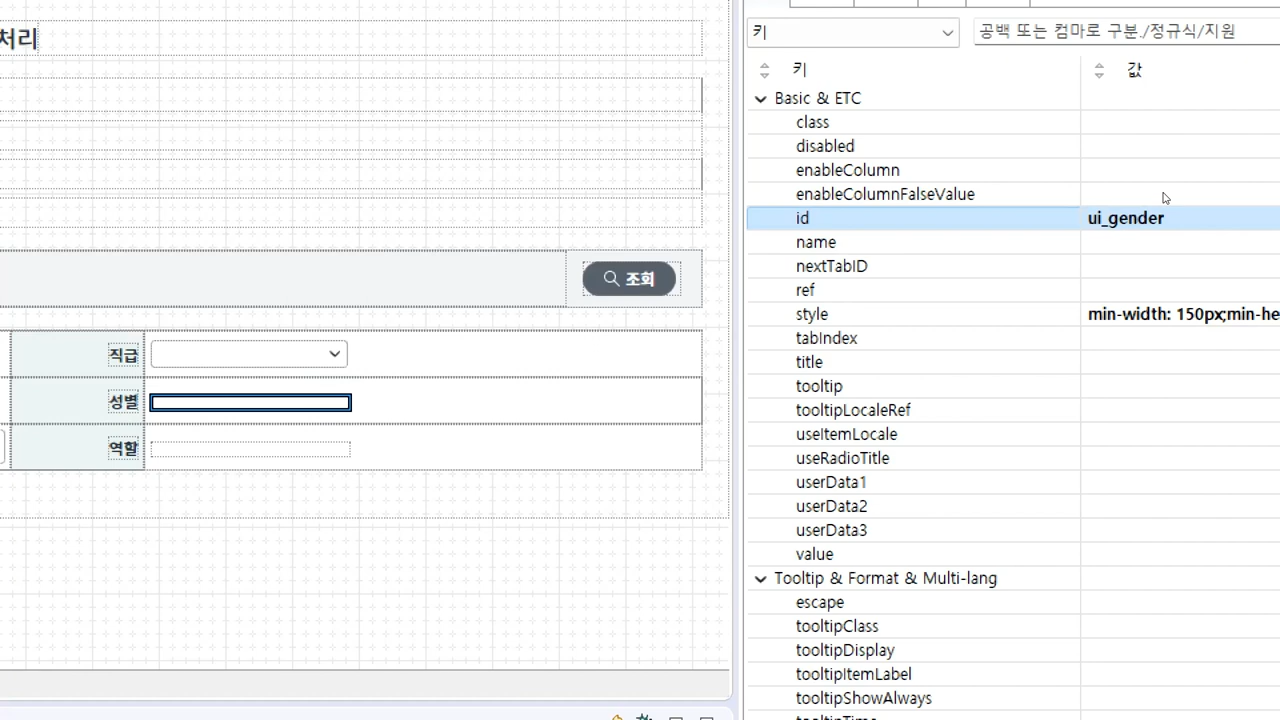 처리
조회
직급
성별
역할
키
공백 또는 컴마로 구분./정규식/지원
키 값
Basic & ETC
class
disabled
enableColumn
enableColumnFalseValue
id ui_gender
name
nextTabID
ref
style min-width: 150px;min-he
tabIndex
title
tooltip
tooltipLocaleRef
useItemLocale
useRadioTitle
userData1
userData2
userData3
value
Tooltip & Format & Multi-lang
escape
tooltipClass
tooltipDisplay
tooltipItemLabel
tooltipShowAlways
tooltipTime